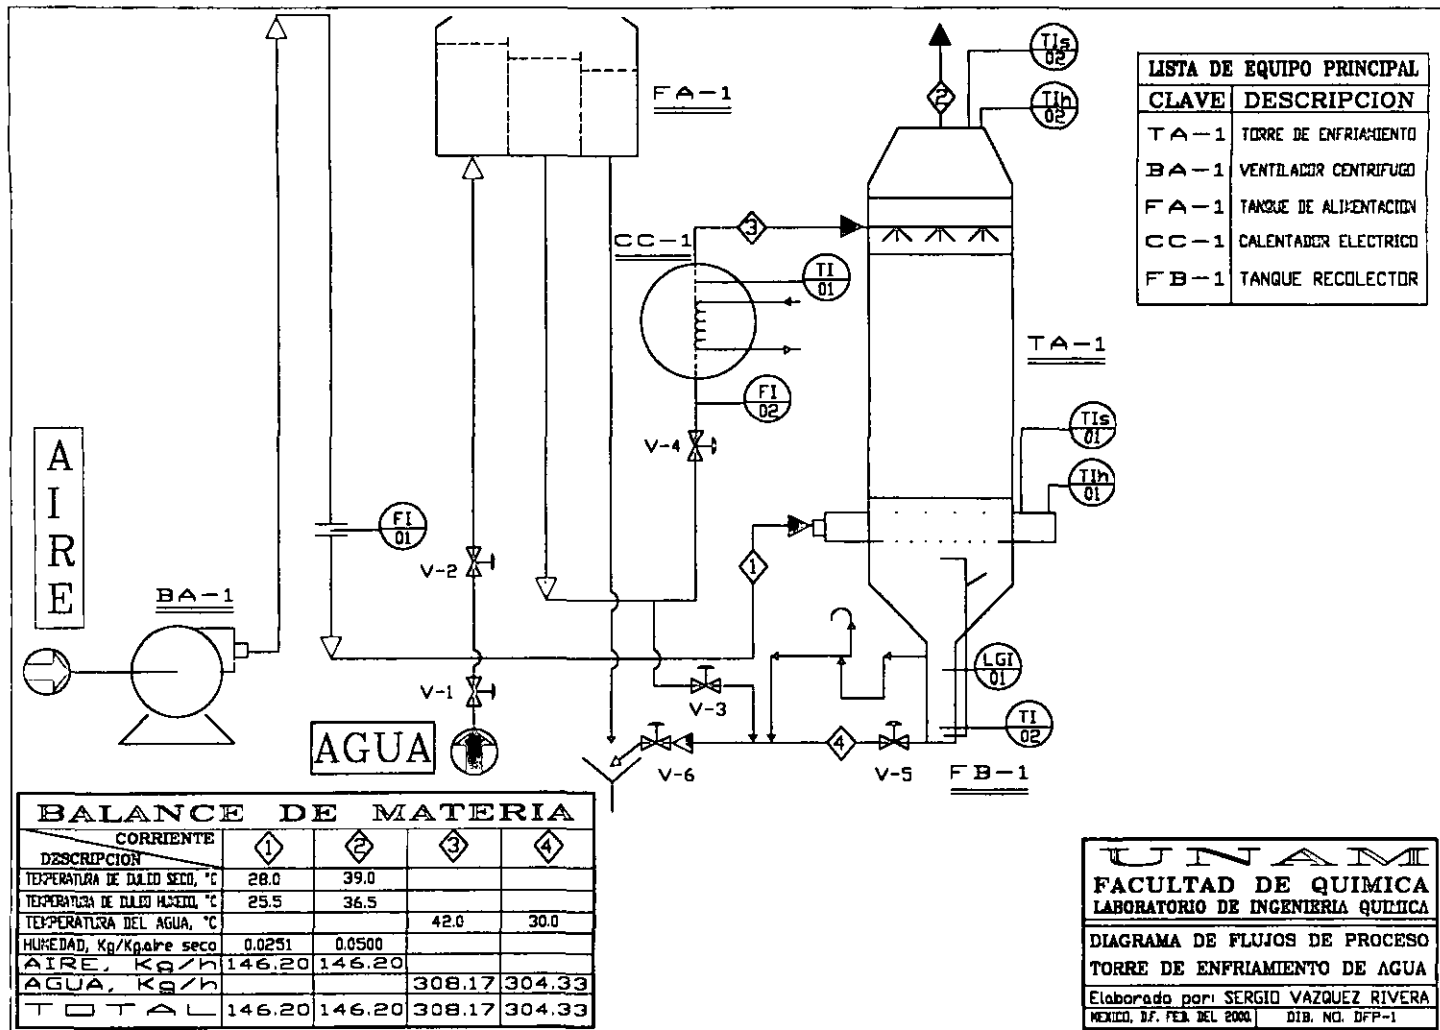 TIs
02
TIh
02
FA-1
2
LISTA DE EQUIPO PRINCIPAL
CLAVE DESCRIPCION
TA-1 TORRE DE ENFRIAMIENTO
BA-1 VENTILADOR CENTRIFUGO
FA-1 TANQUE DE ALIMENTACION
CC-1 CALENTADOR ELECTRICO
FB-1 TANQUE RECOLECTOR
CC-1
3
TI
01
TA-1
FI
02
V-4
TIs
01
TIh
01
AIRE
FI
01
V-2
1
BA-1
LGI
01
V-1
V-3
TI
02
AGUA
4
V-6
V-5
FB-1
BALANCE DE MATERIA
CORRIENTE 1 2 3 4
DESCRIPCION
TEMPERATURA DE BULBO SECO, °C 28.0 39.0
TEMPERATURA DE BULBO HUMEDO, °C 25.5 36.5
TEMPERATURA DEL AGUA, °C 42.0 30.0
HUMEDAD, Kg/Kg.aire seco 0.0251 0.0500
AIRE, Kg/h 146.20 146.20
AGUA, Kg/h 308.17 304.33
TOTAL 146.20 146.20 308.17 304.33
UNAM
FACULTAD DE QUIMICA
LABORATORIO DE INGENIERIA QUIMICA
DIAGRAMA DE FLUJOS DE PROCESO
TORRE DE ENFRIAMIENTO DE AGUA
Elaborado por: SERGIO VAZQUEZ RIVERA
MEXICO, D.F. FEB. DEL 2000. DIB. NO. DFP-1